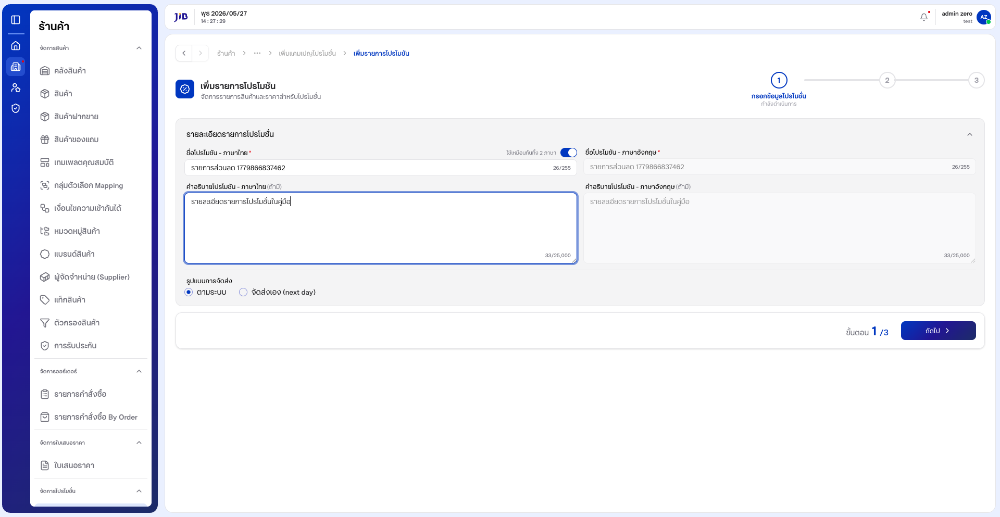 ร้านค้า
จัดการสินค้า
คลังสินค้า
สินค้า
สินค้าฝากขาย
สินค้าของแถม
เทมเพลตคุณสมบัติ
กลุ่มตัวเลือก Mapping
เงื่อนไขความเข้ากันได้
หมวดหมู่สินค้า
แบรนด์สินค้า
ผู้จัดจำหน่าย (Supplier)
แท็กสินค้า
ตัวกรองสินค้า
การรับประกัน
จัดการออร์เดอร์
รายการคำสั่งซื้อ
รายการคำสั่งซื้อ By Order
จัดการใบเสนอราคา
ใบเสนอราคา
จัดการโปรโมชั่น
JIB
พุธ 2026/05/27
14 : 27 : 29
admin zero
test
AZ
ร้านค้า > ... > เพิ่มแคมเปญโปรโมชั่น > เพิ่มรายการโปรโมชัน
เพิ่มรายการโปรโมชัน
จัดการรายการสินค้าและราคาสำหรับโปรโมชั่น
1
2
3
กรอกข้อมูลโปรโมชั่น
กำลังดำเนินการ
รายละเอียดรายการโปรโมชั่น
ชื่อโปรโมชัน - ภาษาไทย *
ใช้เหมือนกันทั้ง 2 ภาษา
ชื่อโปรโมชัน - ภาษาอังกฤษ *
รายการส่วนลด 1779866837462
26/255
รายการส่วนลด 1779866837462
26/255
คำอธิบายโปรโมชัน - ภาษาไทย (ถ้ามี)
คำอธิบายโปรโมชัน - ภาษาอังกฤษ (ถ้ามี)
รายละเอียดรายการโปรโมชั่นในคู่มือ
33/25,000
รายละเอียดรายการโปรโมชั่นในคู่มือ
33/25,000
รูปแบบการจัดส่ง
ตามระบบ
จัดส่งเอง (next day)
ขั้นตอน 1 /3
ถัดไป